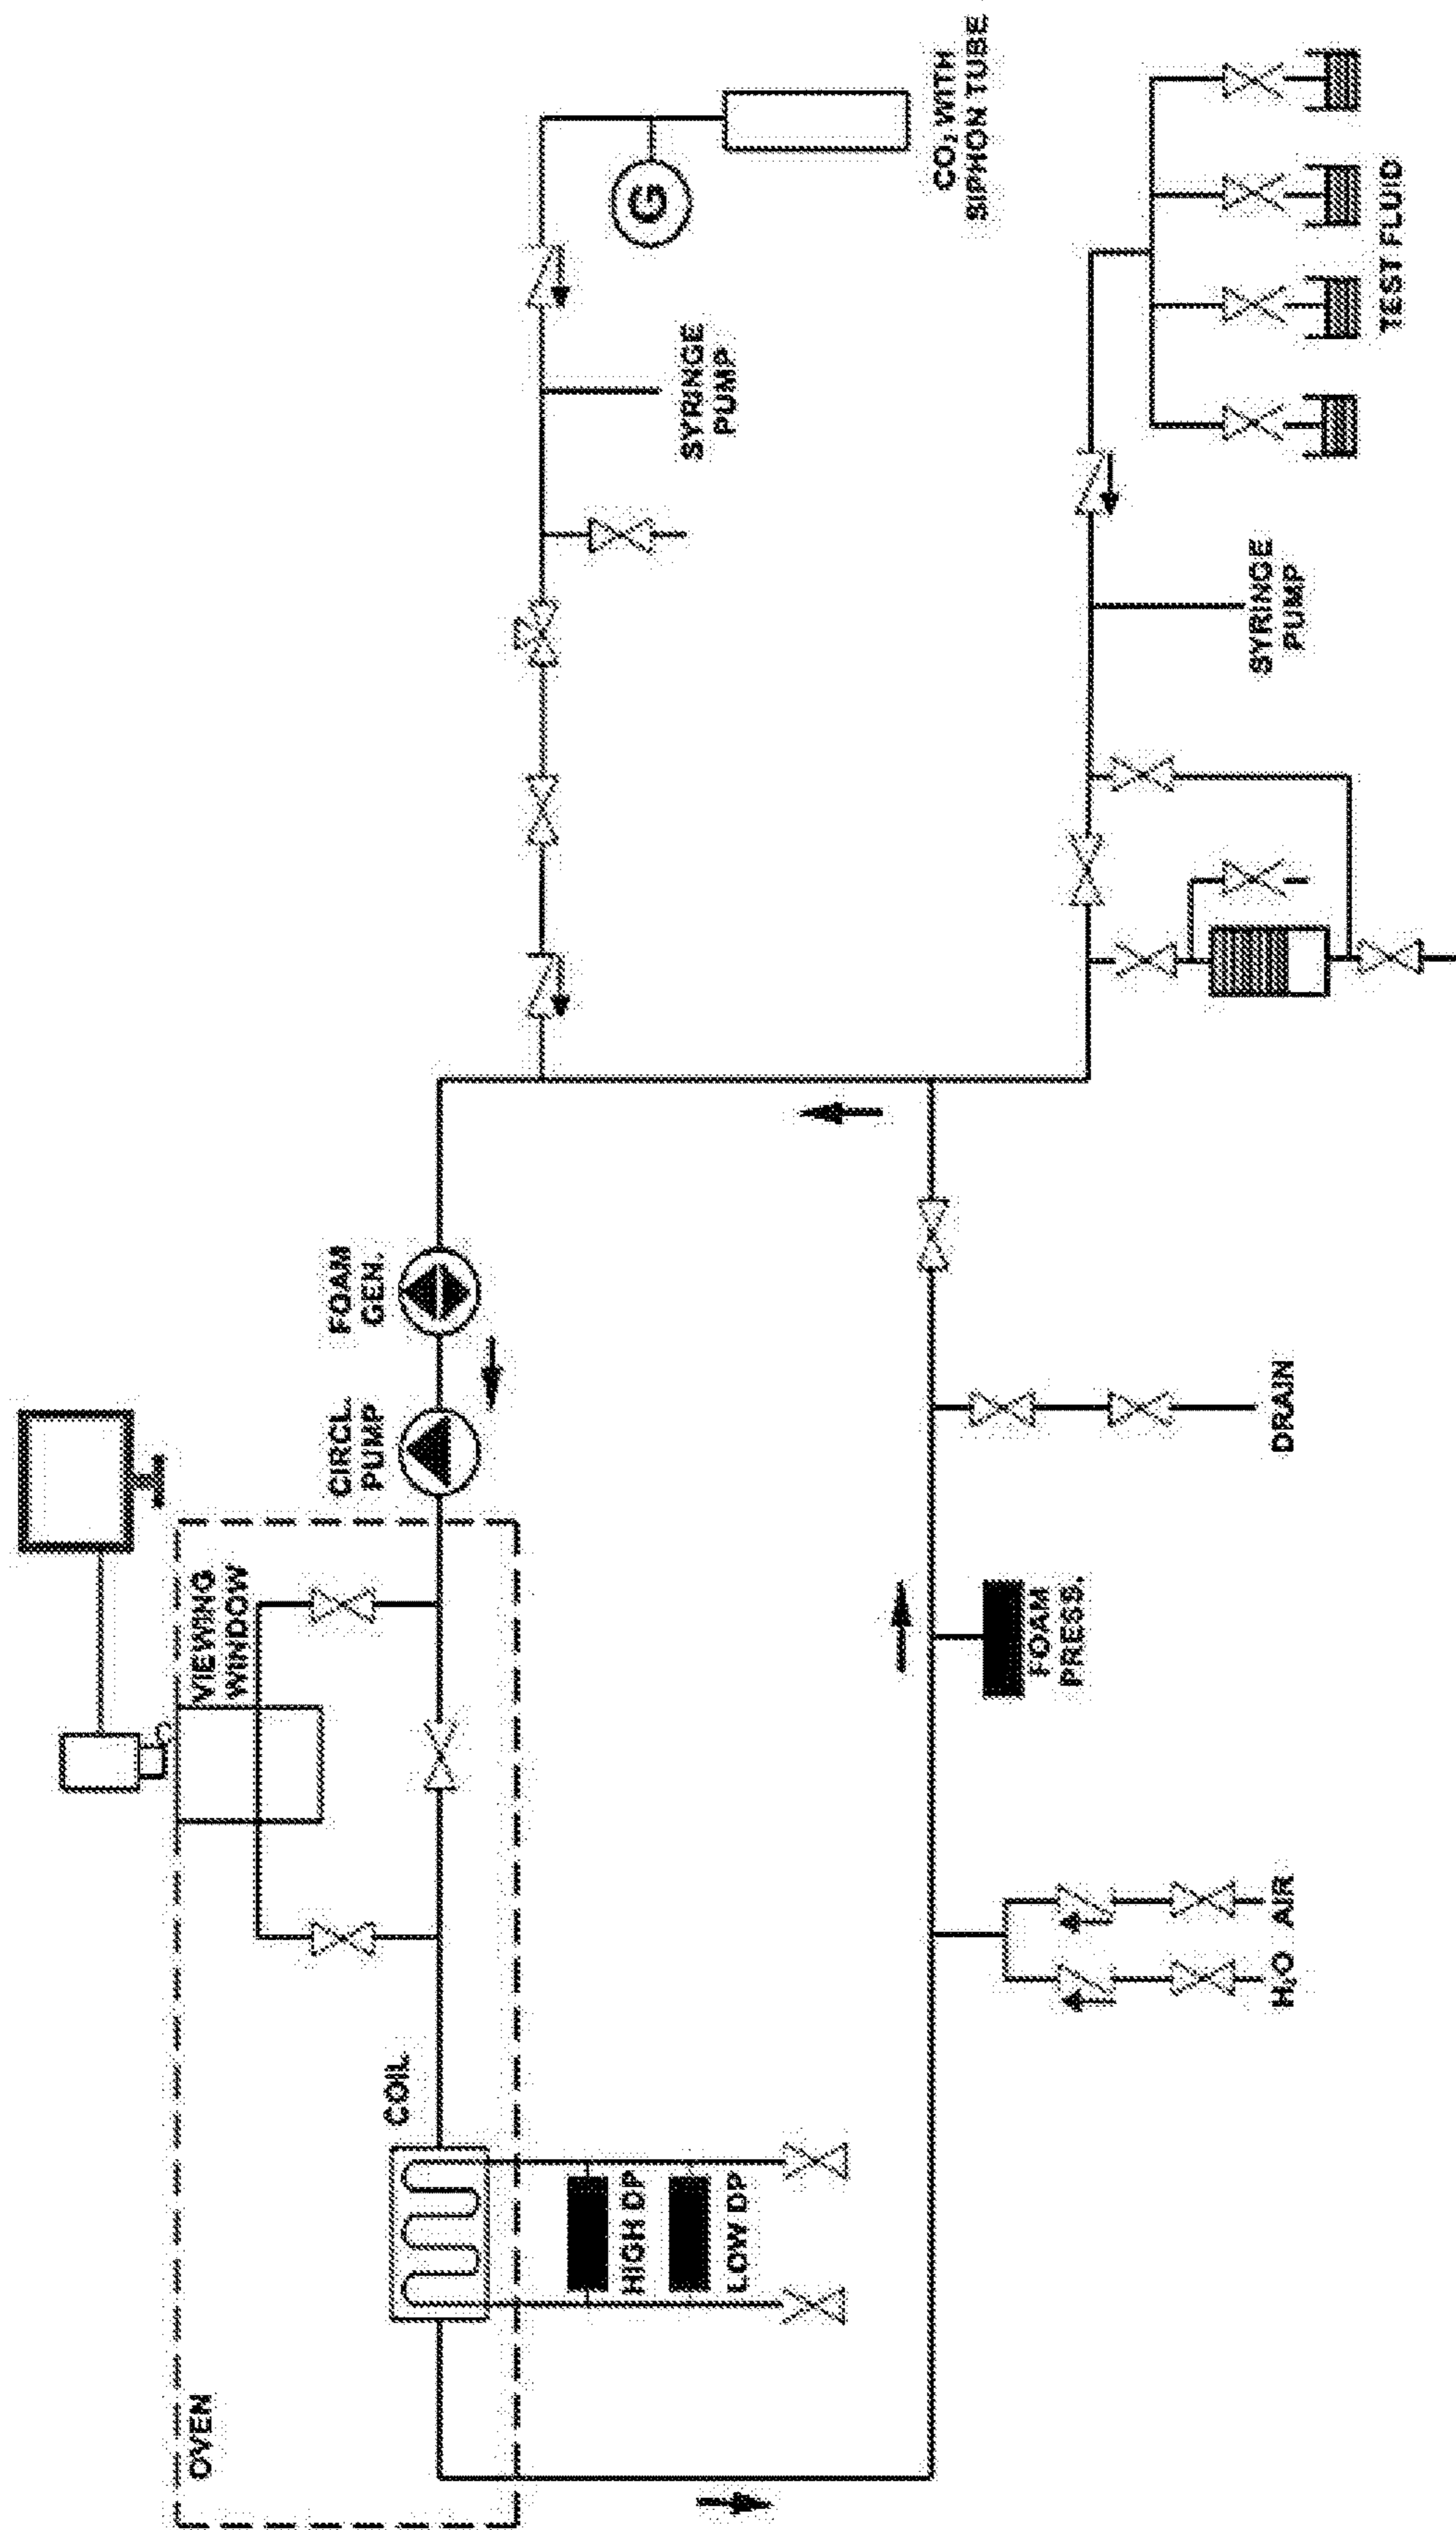 OVEN
VIEWING
WINDOW
COIL
CIRCL.
PUMP
FOAM
GEN.
HIGH DP
LOW DP
H₂O
AIR
FOAM
PRESS.
DRAIN
SYRINGE
PUMP
G
CO₂ WITH
SIPHON TUBE
SYRINGE
PUMP
TEST FLUID